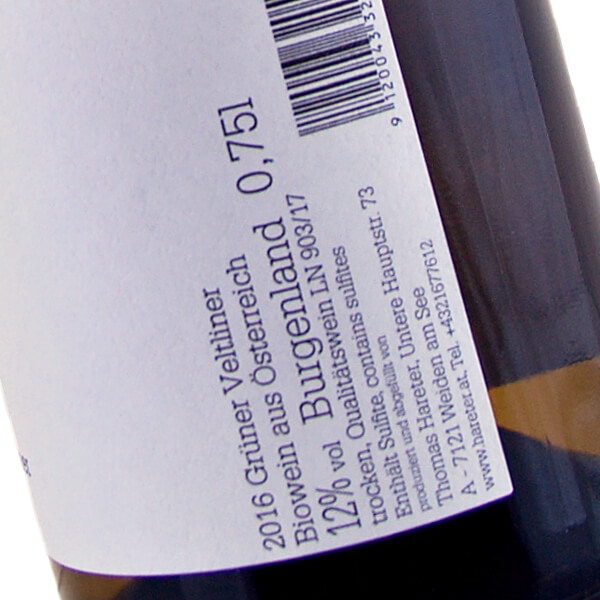 2016 Grüner Veltliner
Biowein aus Österreich 0,75l
12% vol Burgenland
trocken, Qualitätswein LN 903/17
Enthält Sulfite, contains sulfites
produziert und abgefüllt von
Thomas Hareter, Untere Hauptstr. 73
A - 7121 Weiden am See
www.hareter.at, Tel. +4321677612
9 120043 32